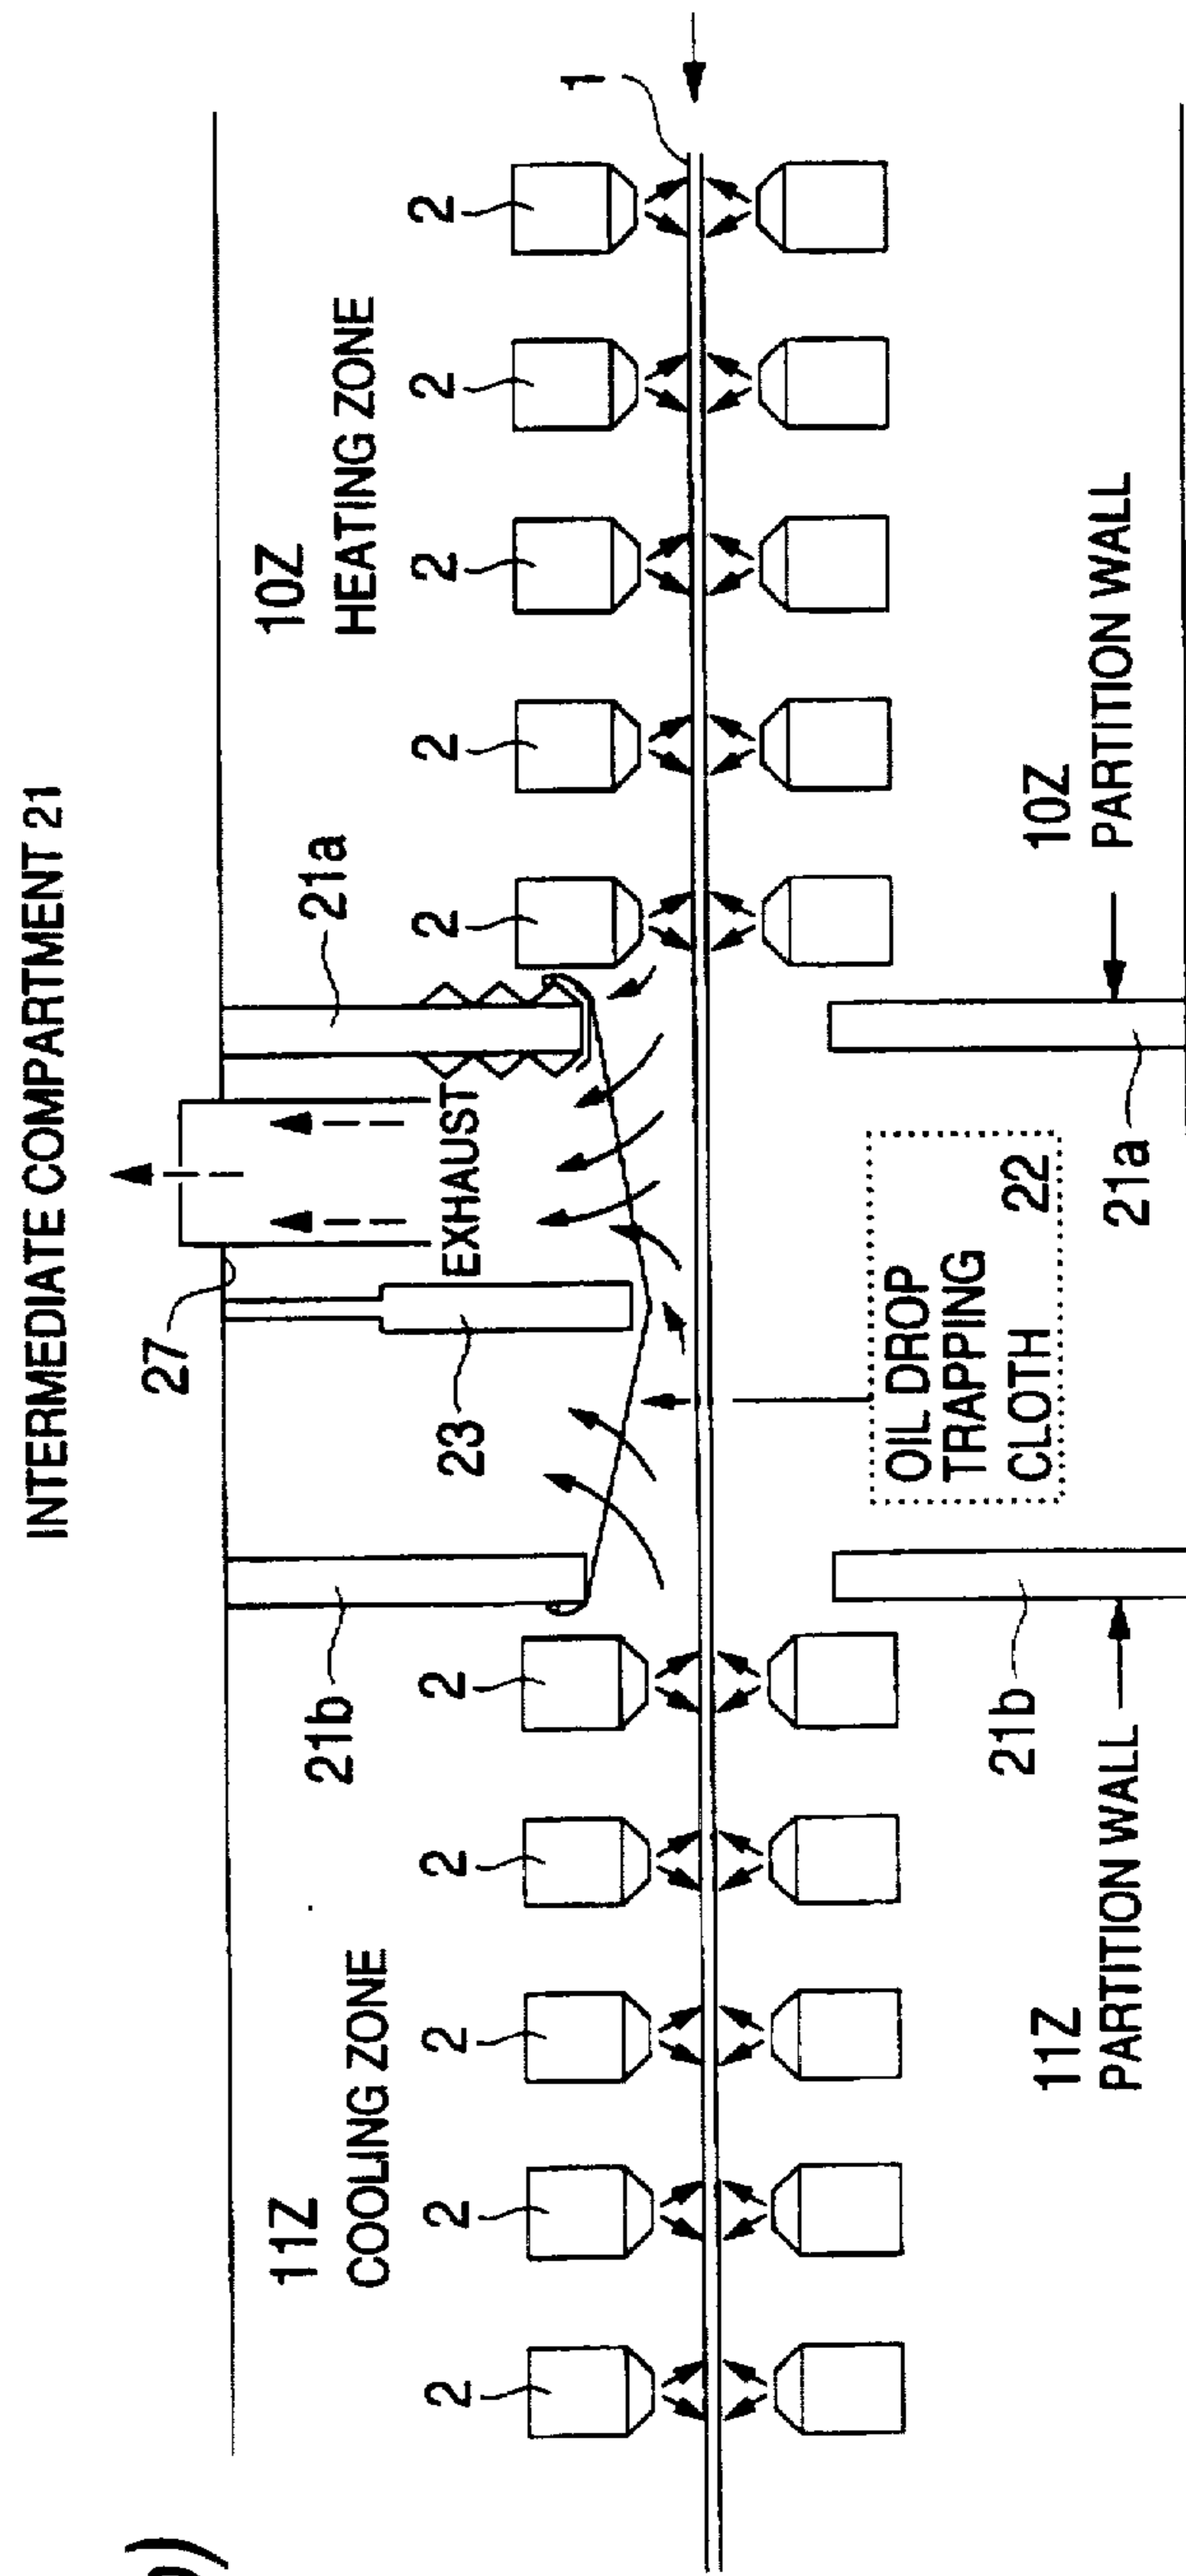 INTERMEDIATE COMPARTMENT 21
27
11Z
COOLING ZONE
21b
21a
10Z
HEATING ZONE
2
2
2
2
2
23
EXHAUST
2
2
2
2
2
1
OIL DROP
TRAPPING
CLOTH 22
21b
21a
11Z
PARTITION WALL
10Z
PARTITION WALL